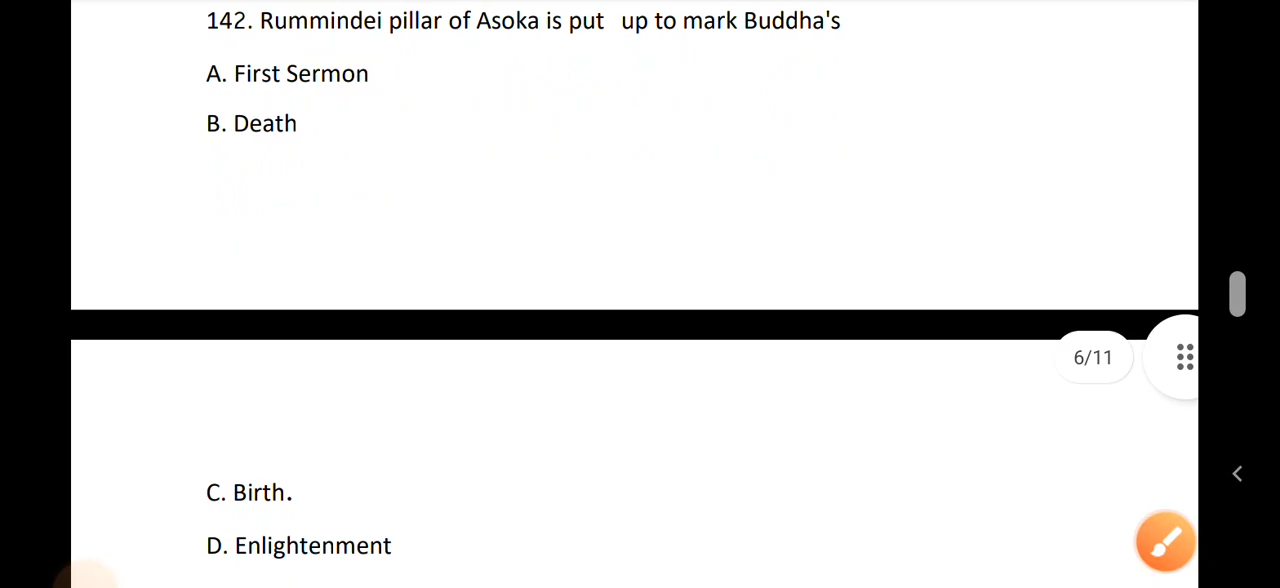 142. Rummindei pillar of Asoka is put up to mark Buddha's
A. First Sermon
B. Death
6/11
C. Birth.
D. Enlightenment